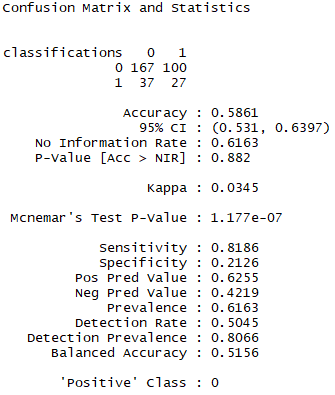 Confusion Matrix and Statistics
classifications 0 1
0 167 100
1 37 27
Accuracy : 0.5861
95% CI : (0.531, 0.6397)
No Information Rate : 0.6163
P-Value [Acc > NIR] : 0.882
Kappa : 0.0345
Mcnemar's Test P-Value : 1.177e-07
Sensitivity : 0.8186
Specificity : 0.2126
Pos Pred Value : 0.6255
Neg Pred Value : 0.4219
Prevalence : 0.6163
Detection Rate : 0.5045
Detection Prevalence : 0.8066
Balanced Accuracy : 0.5156
'Positive' Class : 0